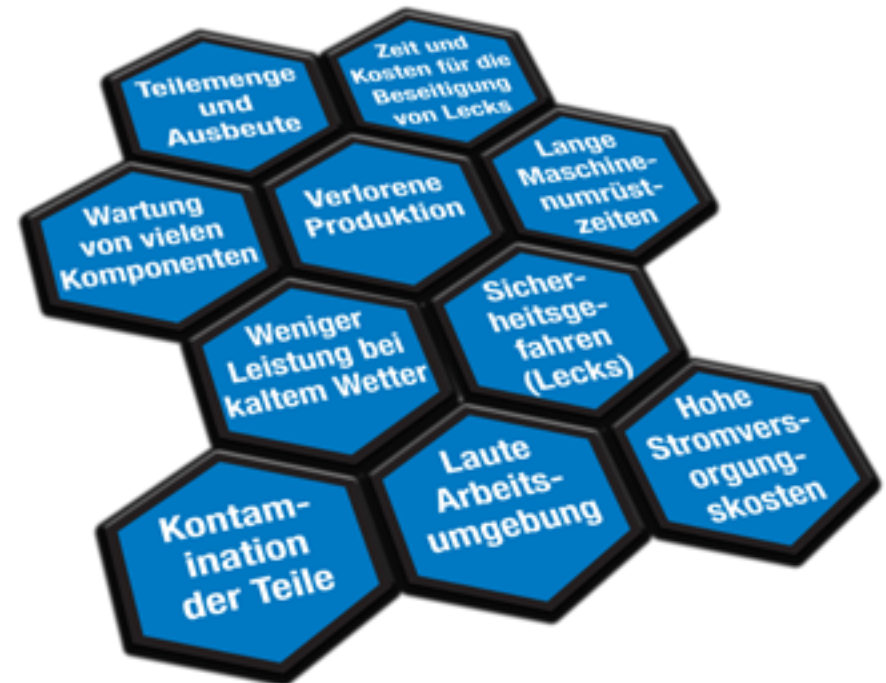 Teilemenge
und
Ausbeute
Zeit und
Kosten für die
Beseitigung
von Lecks
Wartung
von vielen
Komponenten
Verlorene
Produktion
Lange
Maschine-
numrüst-
zeiten
Weniger
Leistung bei
kaltem Wetter
Sicher-
heitsge-
fahren
(Lecks)
Kontam-
ination
der Teile
Laute
Arbeits-
umgebung
Hohe
Stromvers-
orgung-
skosten